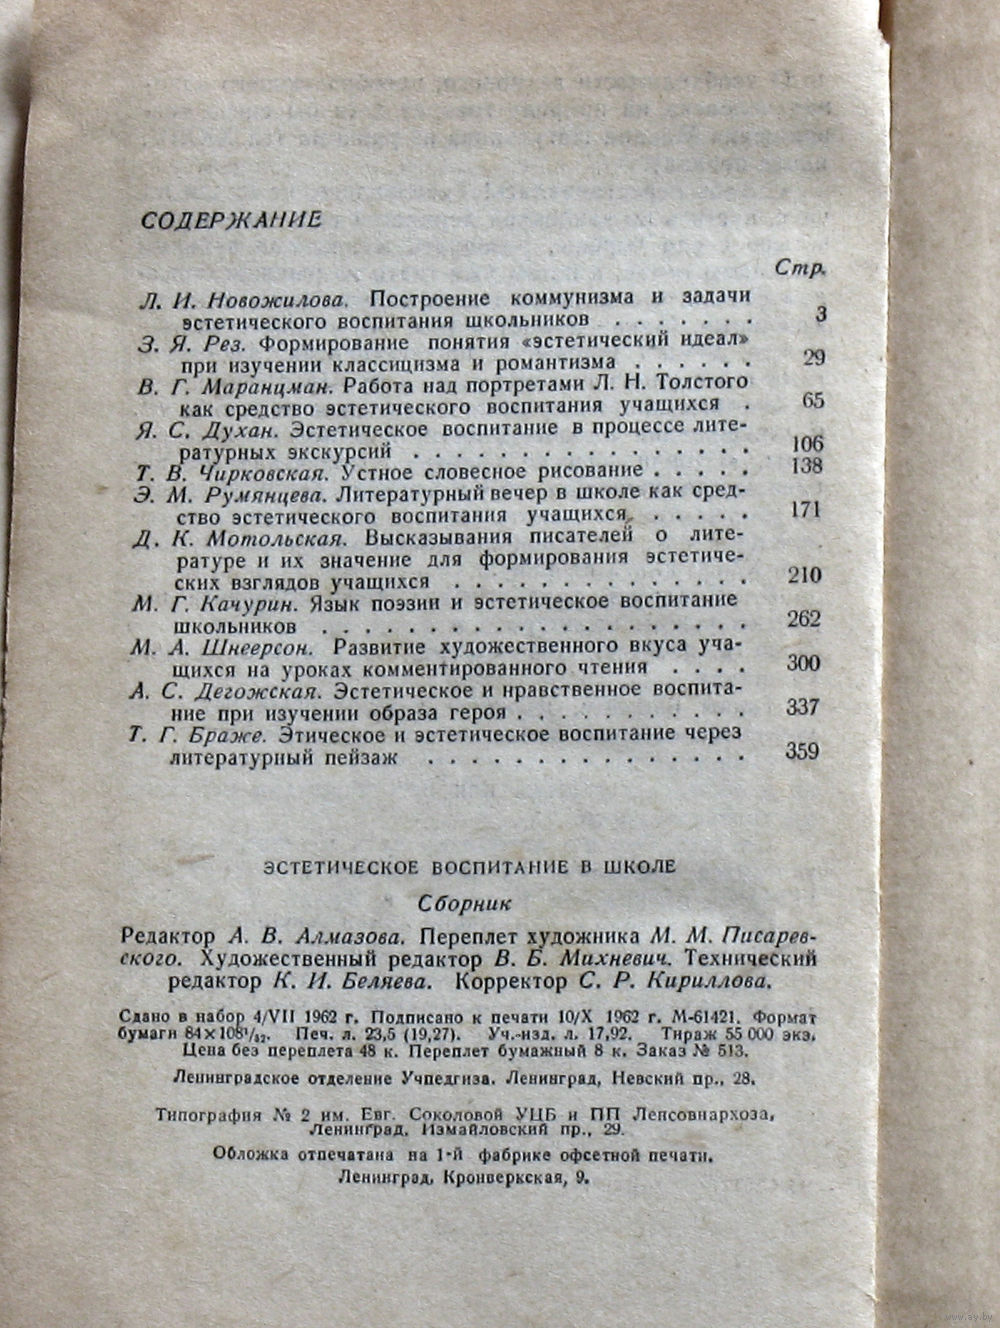 СОДЕРЖАНИЕ
Стр.
Л. И. Новожилова. Построение коммунизма и задачи
эстетического воспитания школьников . . . . . . . 3
З. Я. Рез. Формирование понятия «эстетический идеал»
при изучении классицизма и романтизма . . . . . . 29
В. Г. Маранцман. Работа над портретами Л. Н. Толстого
как средство эстетического воспитания учащихся . 65
Я. С. Духан. Эстетическое воспитание в процессе лите-
ратурных экскурсий . . . . . . . . . . . . . . . . 106
Т. В. Чирковская. Устное словесное рисование . . . . . 138
Э. М. Румянцева. Литературный вечер в школе как сред-
ство эстетического воспитания учащихся . . . . . 171
Д. К. Мотольская. Высказывания писателей о лите-
ратуре и их значение для формирования эстетиче-
ских взглядов учащихся . . . . . . . . . . . . . . 210
М. Г. Качурин. Язык поэзии и эстетическое воспитание
школьников . . . . . . . . . . . . . . . . . . . 262
М. А. Шнеерсон. Развитие художественного вкуса уча-
щихся на уроках комментированного чтения . . . . 300
А. С. Дегожская. Эстетическое и нравственное воспита-
ние при изучении образа героя . . . . . . . . . . . 337
Т. Г. Браже. Этическое и эстетическое воспитание через
литературный пейзаж . . . . . . . . . . . . . . . 359
ЭСТЕТИЧЕСКОЕ ВОСПИТАНИЕ В ШКОЛЕ
Сборник
Редактор А. В. Алмазова. Переплет художника М. М. Писарев-
ского. Художественный редактор В. Б. Михневич. Технический
редактор К. И. Беляева. Корректор С. Р. Кириллова.
Сдано в набор 4/VII 1962 г. Подписано к печати 10/X 1962 г. М-61421. Формат
бумаги 84×108¹/₃₂. Печ. л. 23,5 (19,27). Уч.-изд. л. 17,92. Тираж 55 000 экз.
Цена без переплета 48 к. Переплет бумажный 8 к. Заказ № 513.
Ленинградское отделение Учпедгиза. Ленинград, Невский пр., 28.
Типография № 2 им. Евг. Соколовой УЦБ и ПП Ленсовнархоза,
Ленинград, Измайловский пр., 29.
Обложка отпечатана на 1-й фабрике офсетной печати.
Ленинград, Кронверкская, 9.
www.ay.by